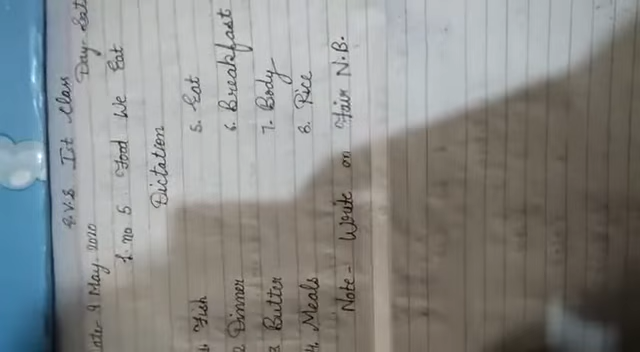 E.V.S Ist Class
Date- 9 May 2020 Day-
L. no 5 Food We Eat
Dictation
1. Fish 5. Eat
2 Dinner 6. Breakfast
3 Butter 7. Body
4. Meals 8. Rice
Note- Write on Fair N.B.